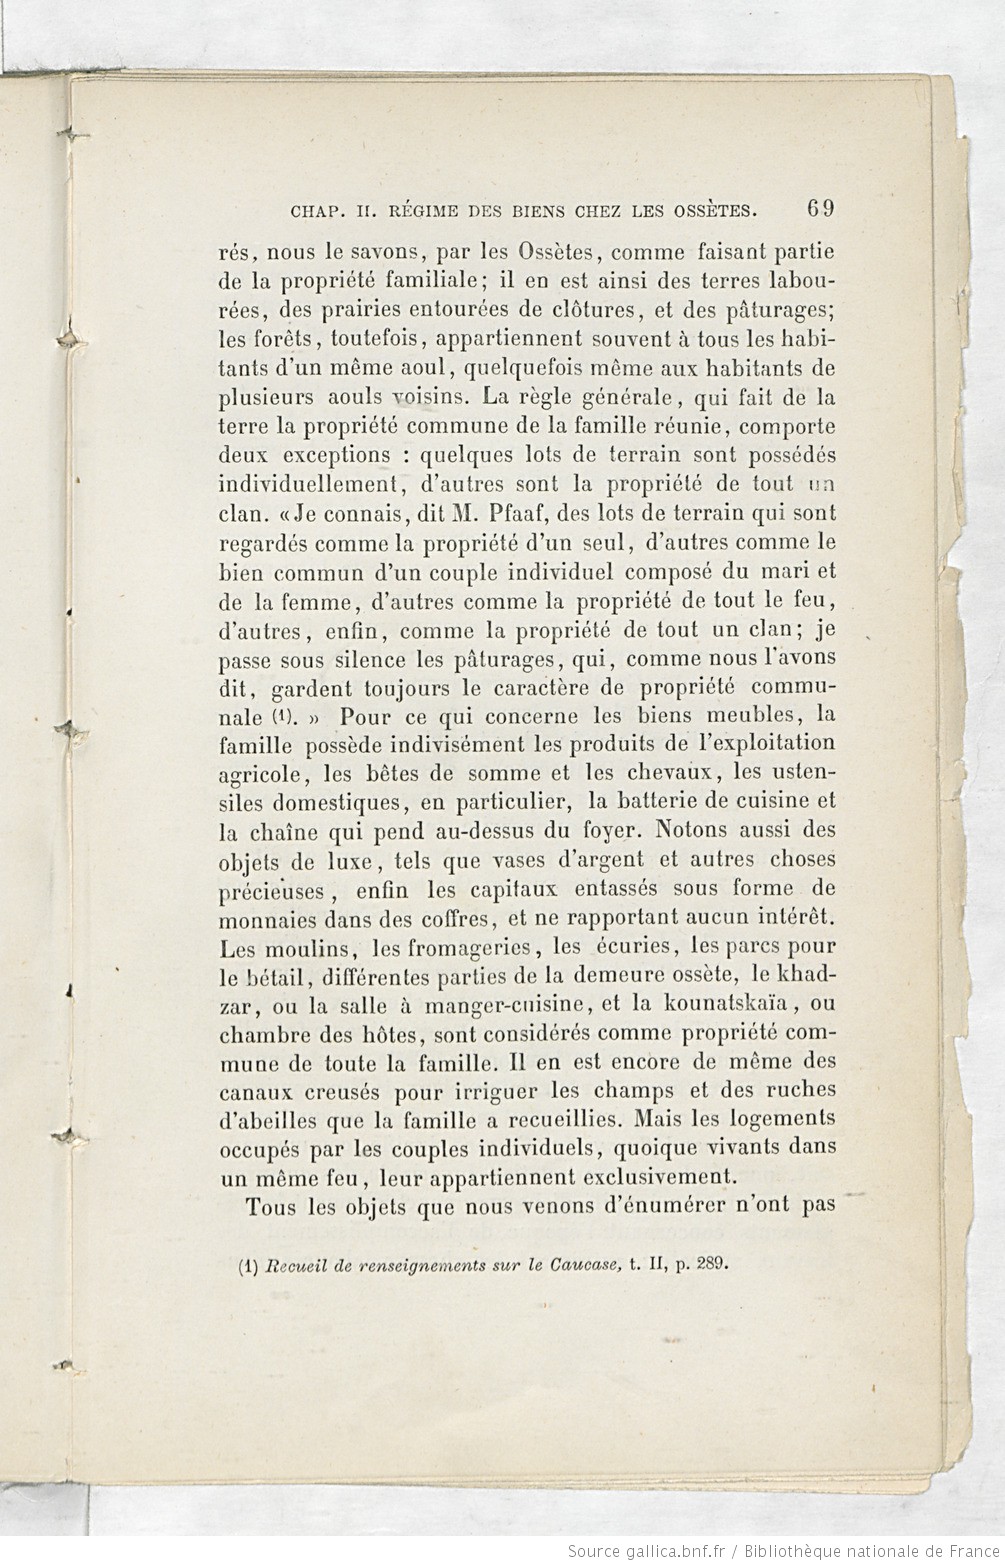 CHAP. II. RÉGIME DES BIENS CHEZ LES OSSÈTES. 69
rés, nous le savons, par les Ossètes, comme faisant partie
de la propriété familiale; il en est ainsi des terres labou-
rées, des prairies entourées de clôtures, et des pâturages;
les forêts, toutefois, appartiennent souvent à tous les habi-
tants d'un même aoul, quelquefois même aux habitants de
plusieurs aouls voisins. La règle générale, qui fait de la
terre la propriété commune de la famille réunie, comporte
deux exceptions : quelques lots de terrain sont possédés
individuellement, d'autres sont la propriété de tout un
clan. «Je connais, dit M. Pfaaf, des lots de terrain qui sont
regardés comme la propriété d'un seul, d'autres comme le
bien commun d'un couple individuel composé du mari et
de la femme, d'autres comme la propriété de tout le feu,
d'autres, enfin, comme la propriété de tout un clan; je
passe sous silence les pâturages, qui, comme nous l'avons
dit, gardent toujours le caractère de propriété commu-
nale (1). » Pour ce qui concerne les biens meubles, la
famille possède indivisément les produits de l'exploitation
agricole, les bêtes de somme et les chevaux, les usten-
siles domestiques, en particulier, la batterie de cuisine et
la chaîne qui pend au-dessus du foyer. Notons aussi des
objets de luxe, tels que vases d'argent et autres choses
précieuses, enfin les capitaux entassés sous forme de
monnaies dans des coffres, et ne rapportant aucun intérêt.
Les moulins, les fromageries, les écuries, les parcs pour
le bétail, différentes parties de la demeure ossète, le khad-
zar, ou la salle à manger-cuisine, et la kounatskaïa, ou
chambre des hôtes, sont considérés comme propriété com-
mune de toute la famille. Il en est encore de même des
canaux creusés pour irriguer les champs et des ruches
d'abeilles que la famille a recueillies. Mais les logements
occupés par les couples individuels, quoique vivants dans
un même feu, leur appartiennent exclusivement.
Tous les objets que nous venons d'énumérer n'ont pas
(1) Recueil de renseignements sur le Caucase, t. II, p. 289.
Source gallica.bnf.fr / Bibliothèque nationale de France